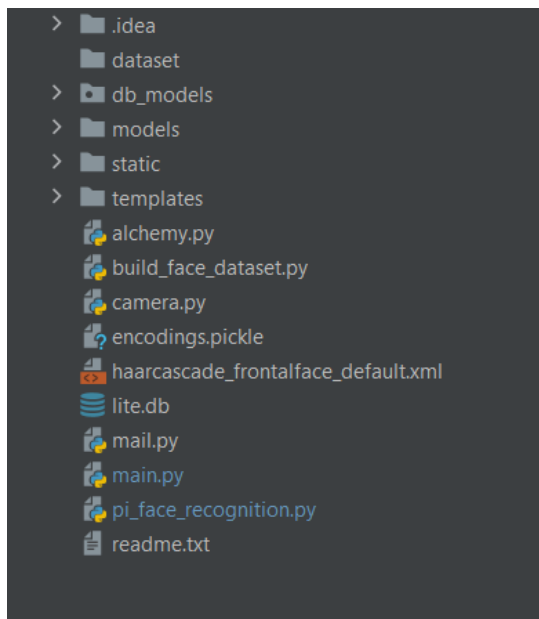 .idea
dataset
db_models
models
static
templates
alchemy.py
build_face_dataset.py
camera.py
encodings.pickle
haarcascade_frontalface_default.xml
lite.db
mail.py
main.py
pi_face_recognition.py
readme.txt